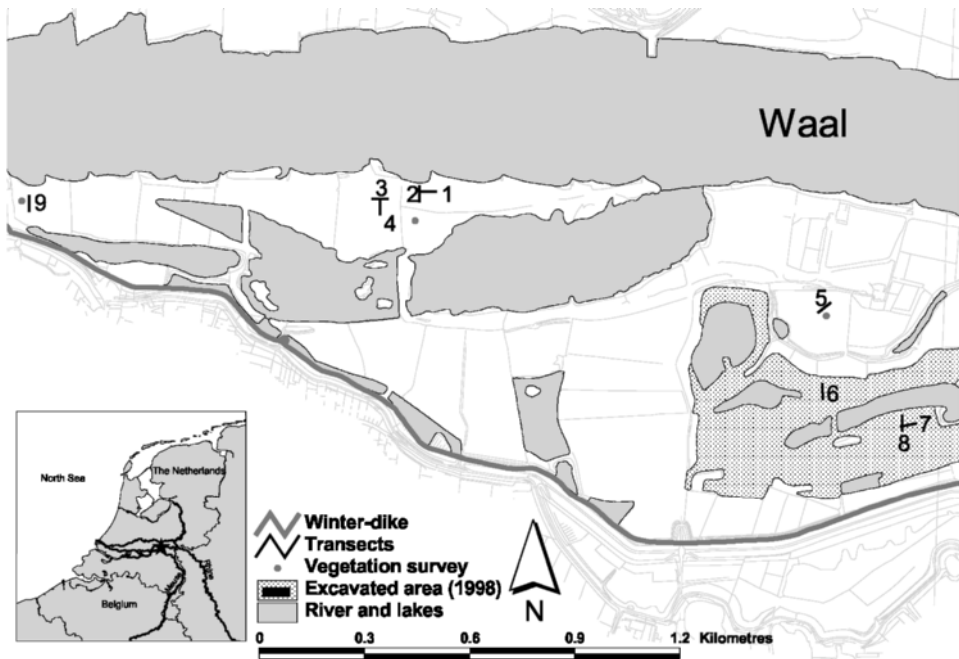 Waal
3
2
1
9
4
5
6
7
8
North Sea
The Netherlands
Belgium
Winter-dike
Transects
Vegetation survey
Excavated area (1998)
River and lakes
N
0 0.3 0.6 0.9 1.2 Kilometres